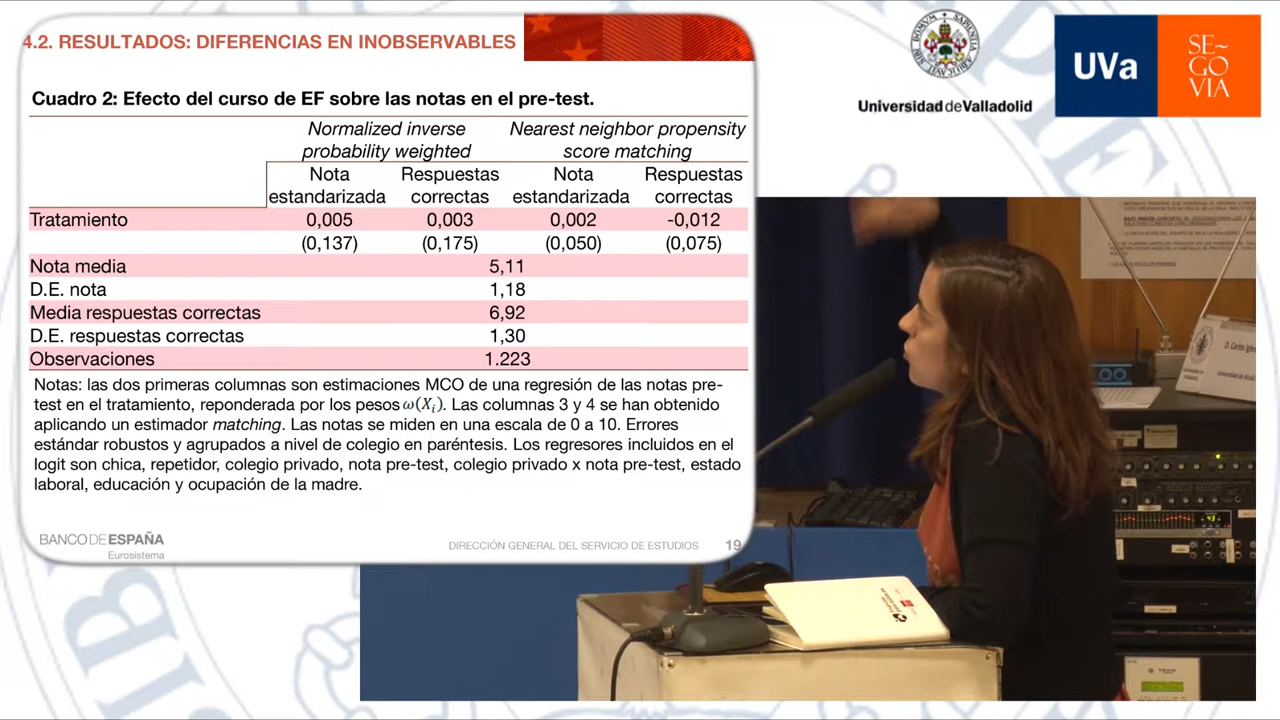 4.2. RESULTADOS: DIFERENCIAS EN INOBSERVABLES
Cuadro 2: Efecto del curso de EF sobre las notas en el pre-test.
Normalized inverse probability weighted
Nearest neighbor propensity score matching
Nota estandarizada
Respuestas correctas
Nota estandarizada
Respuestas correctas
Tratamiento 0,005 0,003 0,002 -0,012
(0,137) (0,175) (0,050) (0,075)
Nota media 5,11
D.E. nota 1,18
Media respuestas correctas 6,92
D.E. respuestas correctas 1,30
Observaciones 1.223
Notas: las dos primeras columnas son estimaciones MCO de una regresión de las notas pre-
test en el tratamiento, reponderada por los pesos ω(Xᵢ). Las columnas 3 y 4 se han obtenido
aplicando un estimador matching. Las notas se miden en una escala de 0 a 10. Errores
estándar robustos y agrupados a nivel de colegio en paréntesis. Los regresores incluidos en el
logit son chica, repetidor, colegio privado, nota pre-test, colegio privado x nota pre-test, estado
laboral, educación y ocupación de la madre.
BANCO DE ESPAÑA
Eurosistema
DIRECCIÓN GENERAL DEL SERVICIO DE ESTUDIOS 19
Universidad de Valladolid
UVa
SE~
GO
VIA
D. Carlos
43